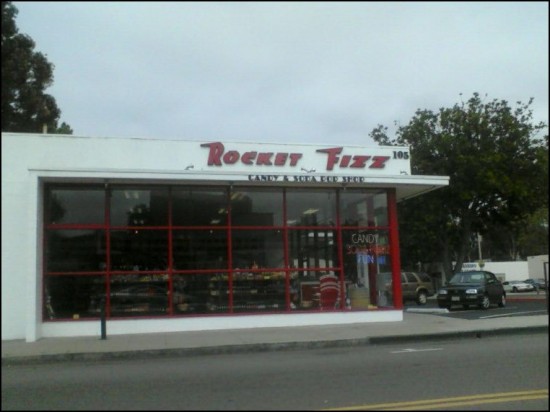 ROCKET FIZZ 105
CANDY & SODA POP SHOP
CANDY